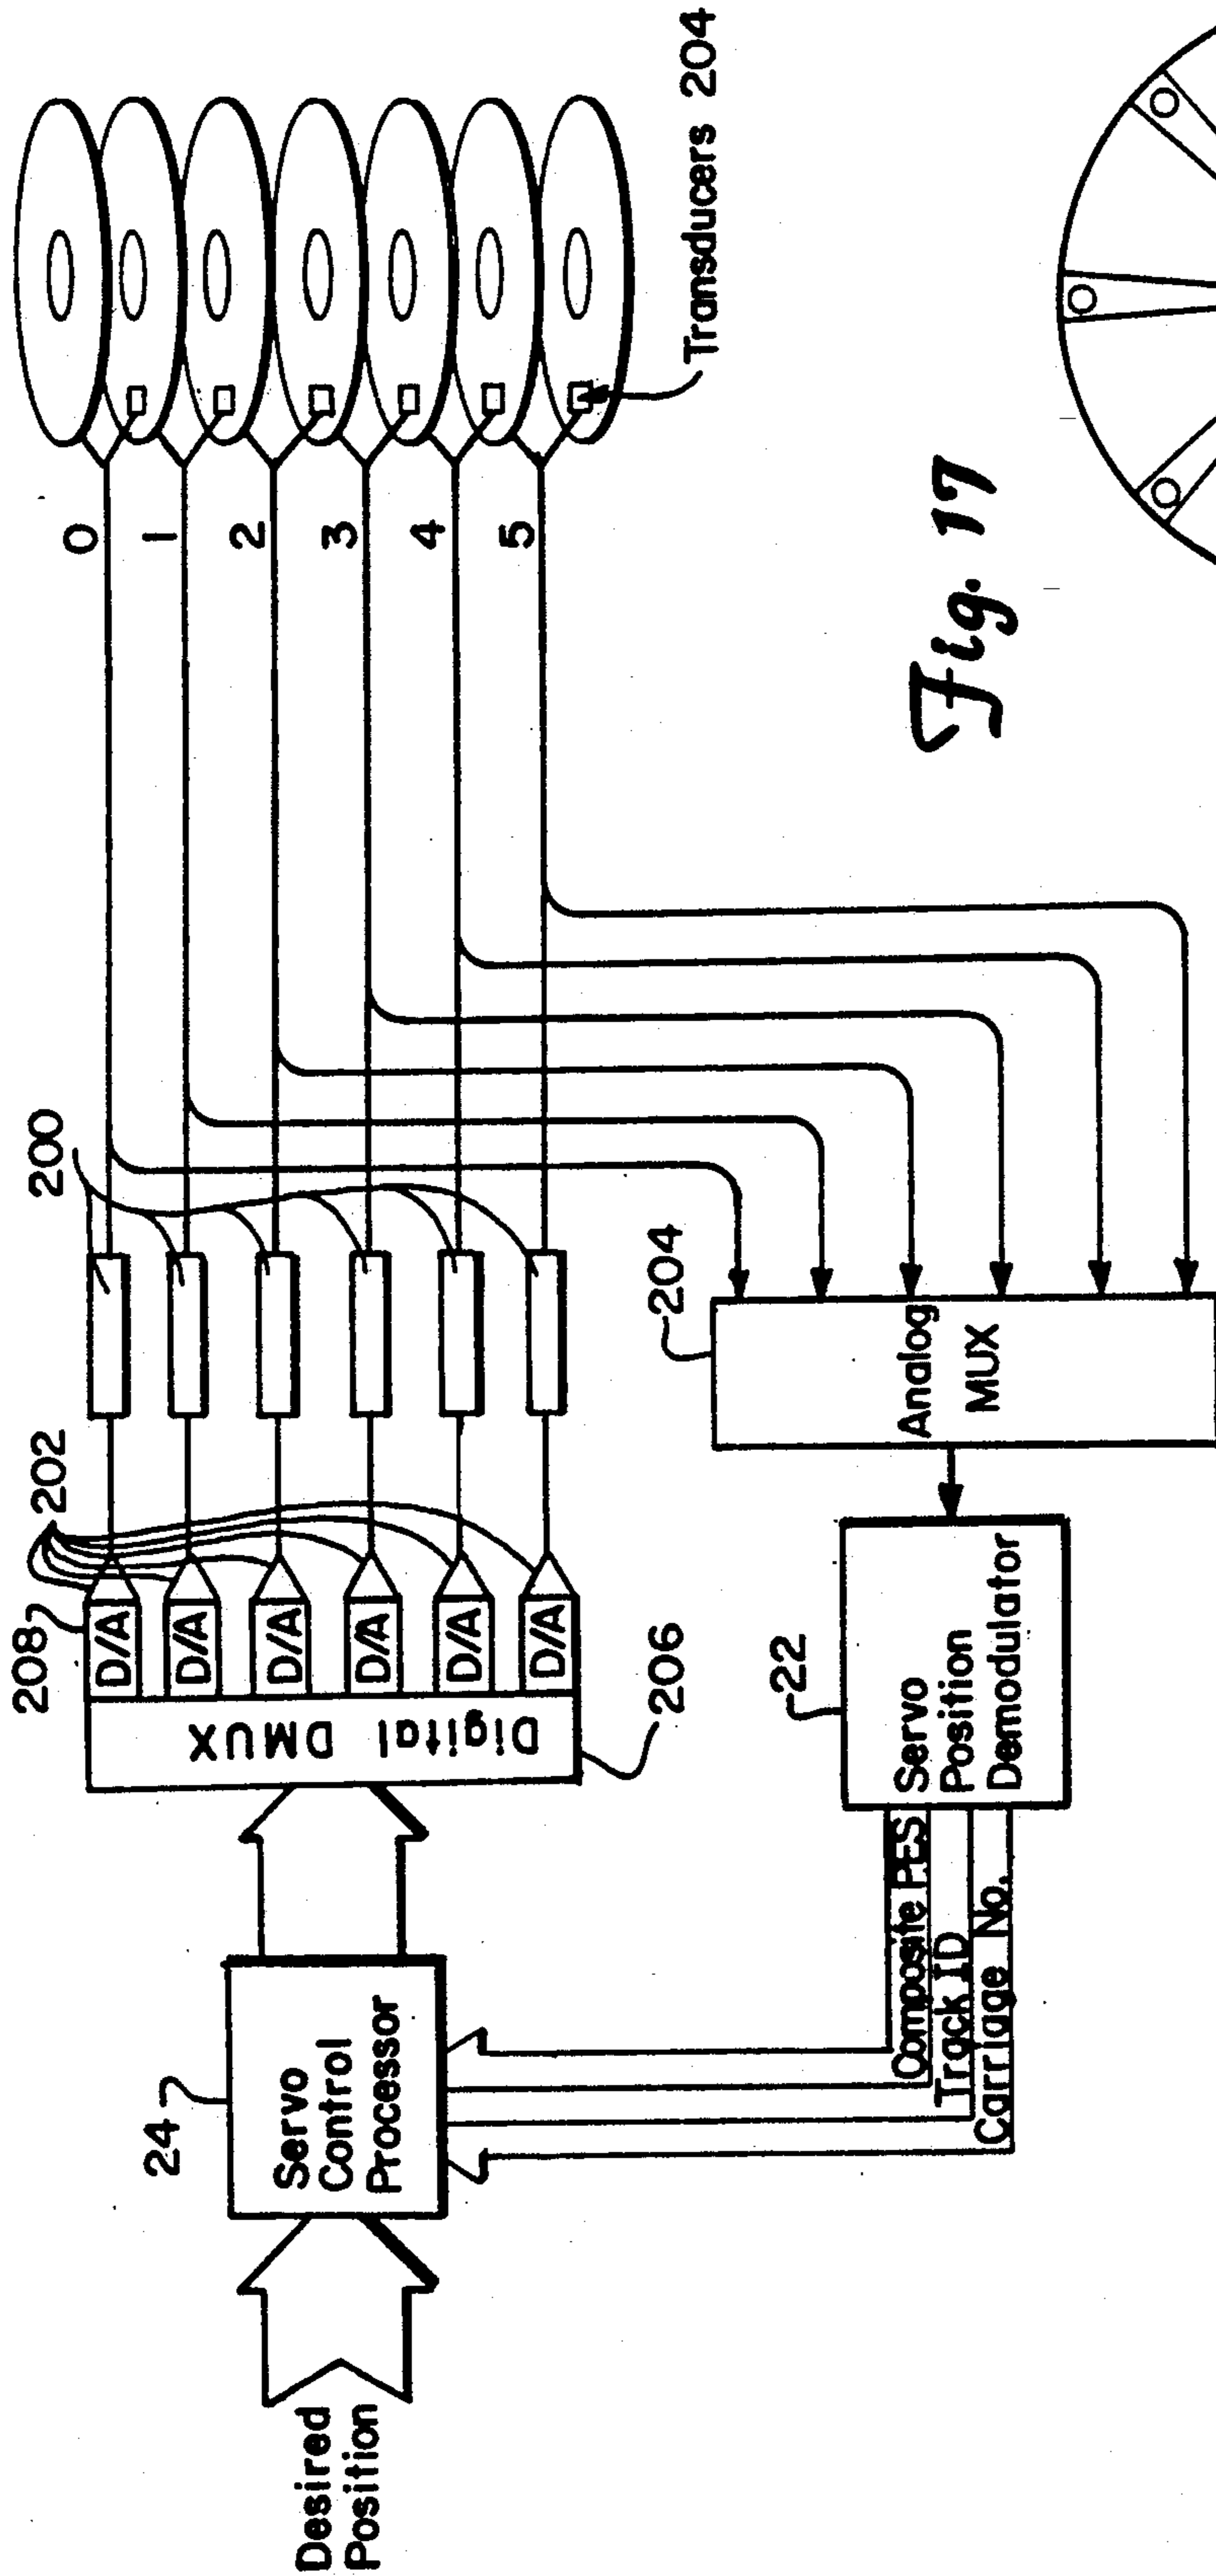 Desired
Position
24
Servo
Control
Processor
Digital DMUX
206
208
D/A
D/A
D/A
D/A
D/A
D/A
202
200
0
1
2
3
4
5
Transducers 204
204
Analog
MUX
22
Servo
Position
Demodulator
Composite PES
Track ID
Carriage No.
Fig. 17